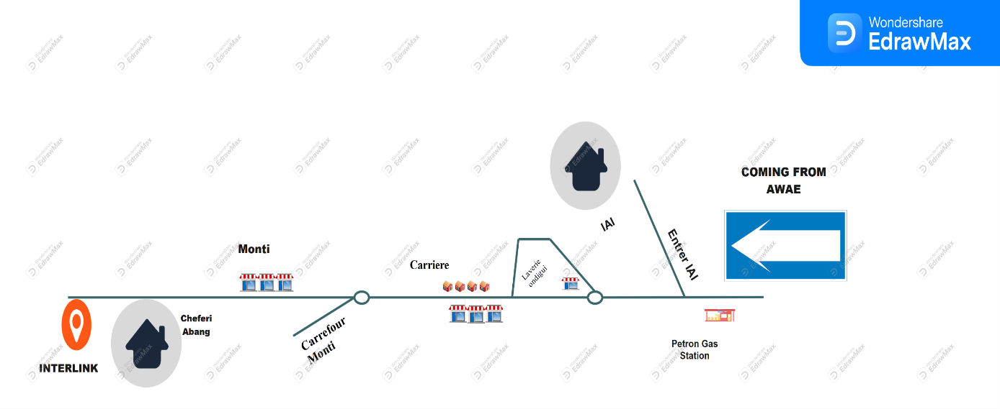 Wondershare
EdrawMax
COMING FROM
AWAE
IAI
Entrer IAI
Monti
Carriere
Laverie
ondigui
Cheferi
Abang
Carrefour
Monti
Petron Gas
Station
INTERLINK